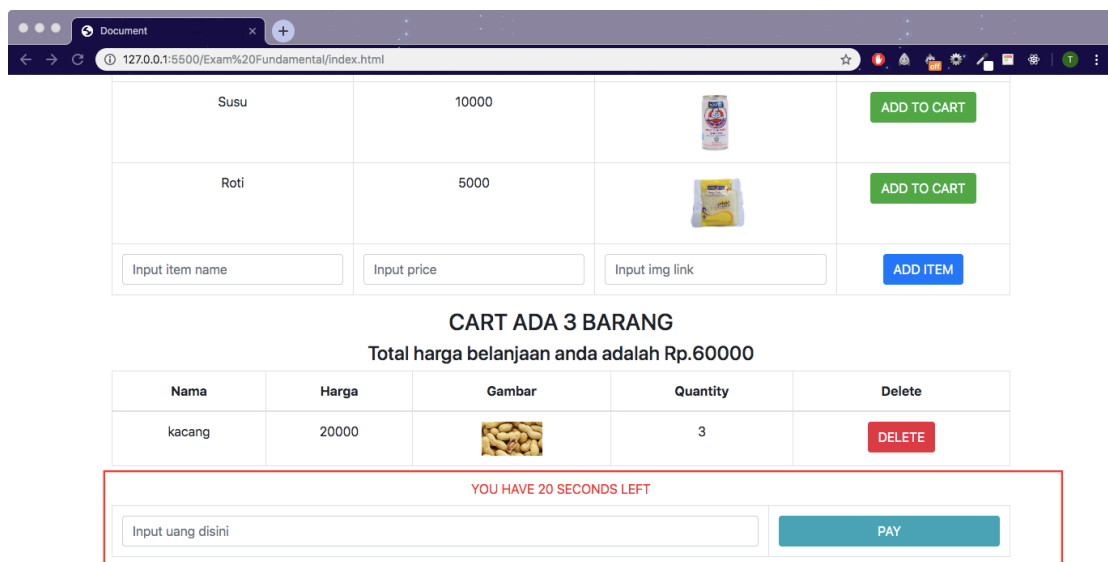 Document
127.0.0.1:5500/Exam%20Fundamental/index.html
off
T
Susu 10000 ADD TO CART
Roti 5000 ADD TO CART
Input item name Input price Input img link ADD ITEM
CART ADA 3 BARANG
Total harga belanjaan anda adalah Rp.60000
Nama Harga Gambar Quantity Delete
kacang 20000 3 DELETE
YOU HAVE 20 SECONDS LEFT
Input uang disini PAY